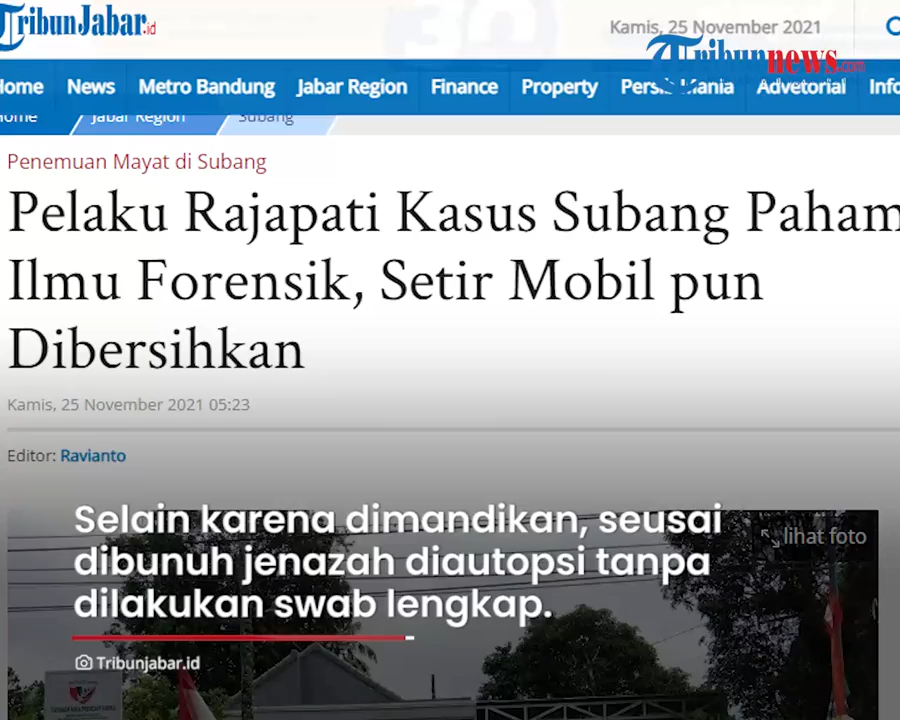 TribunJabar.id
Kamis, 25 November 2021
Tribunnews.com
Home News Metro Bandung Jabar Region Finance Property Persib Mania Advetorial Info
Home Jabar Region Subang
Penemuan Mayat di Subang
Pelaku Rajapati Kasus Subang Paham
Ilmu Forensik, Setir Mobil pun
Dibersihkan
Kamis, 25 November 2021 05:23
Editor: Ravianto
lihat foto
Selain karena dimandikan, seusai
dibunuh jenazah diautopsi tanpa
dilakukan swab lengkap.
Tribunjabar.id